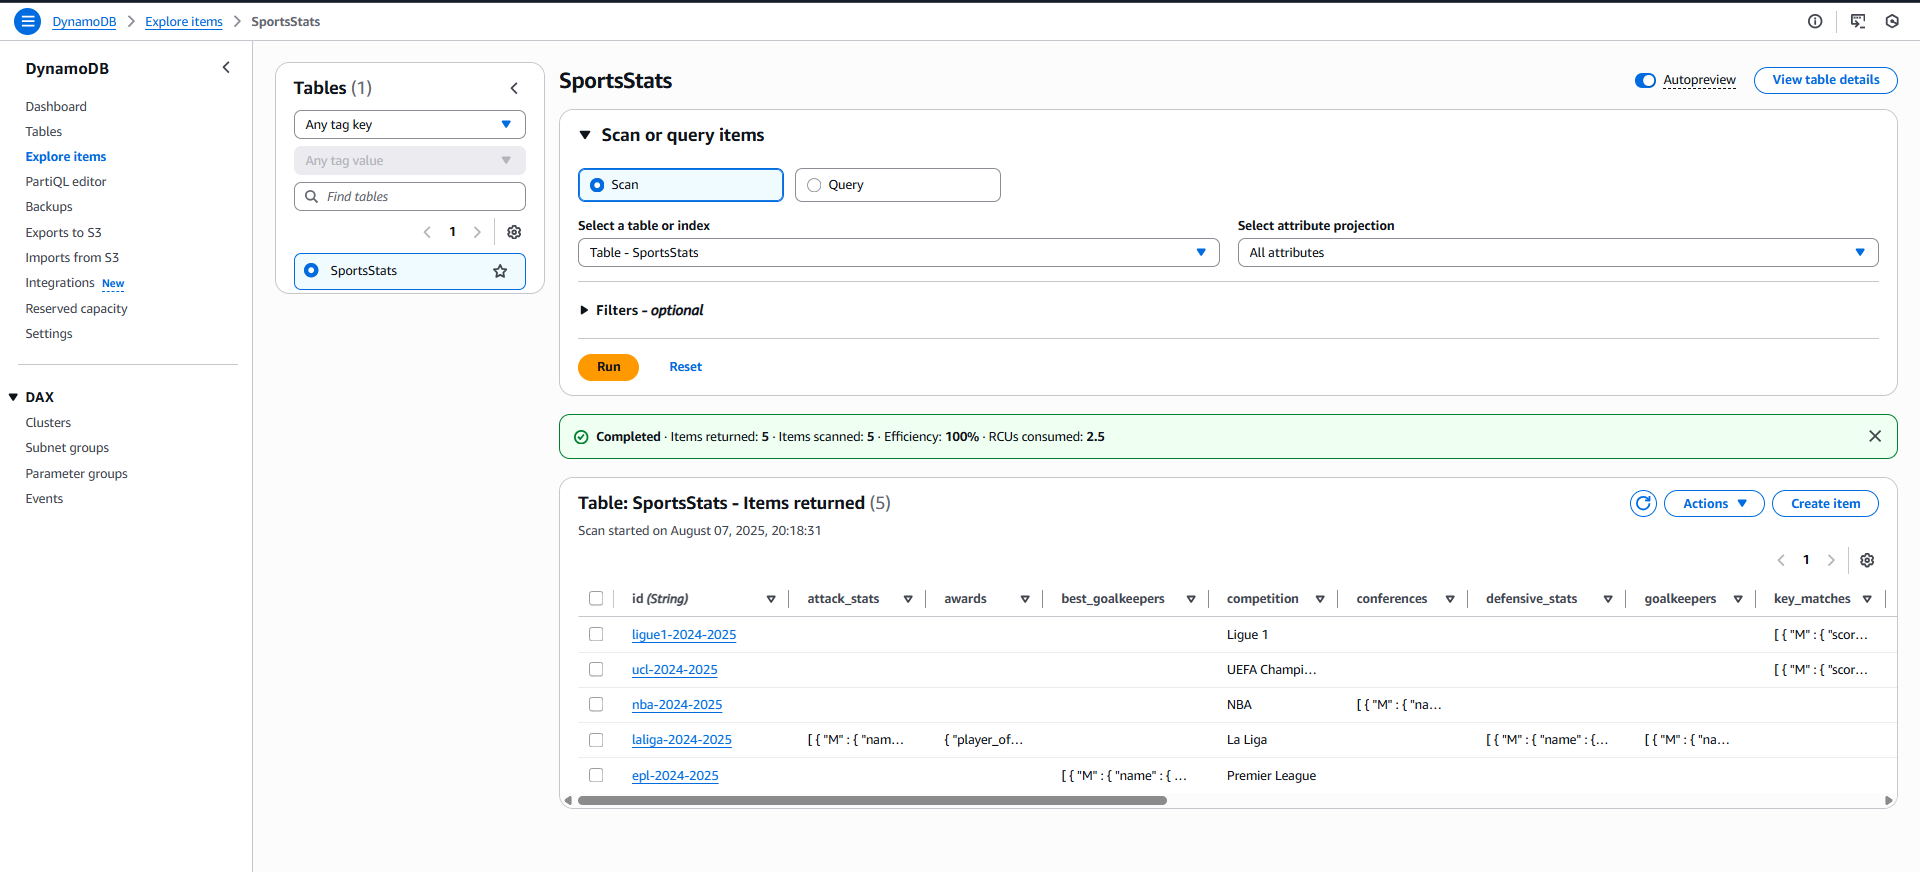 DynamoDB > Explore items > SportsStats
DynamoDB
Dashboard
Tables
Explore items
PartiQL editor
Backups
Exports to S3
Imports from S3
Integrations New
Reserved capacity
Settings
DAX
Clusters
Subnet groups
Parameter groups
Events
Tables (1)
Any tag key
Any tag value
Find tables
1
SportsStats
SportsStats
Autopreview
View table details
Scan or query items
Scan Query
Select a table or index Select attribute projection
Table - SportsStats All attributes
Filters - optional
Run Reset
Completed · Items returned: 5 · Items scanned: 5 · Efficiency: 100% · RCUs consumed: 2.5
Table: SportsStats - Items returned (5)
Actions Create item
Scan started on August 07, 2025, 20:18:31
1
id (String) attack_stats awards best_goalkeepers competition conferences defensive_stats goalkeepers key_matches
ligue1-2024-2025 Ligue 1 [ { "M" : { "scor...
ucl-2024-2025 UEFA Champi... [ { "M" : { "scor...
nba-2024-2025 NBA [ { "M" : { "na...
laliga-2024-2025 [ { "M" : { "nam... { "player_of... La Liga [ { "M" : { "name" : {... [ { "M" : { "na...
epl-2024-2025 [ { "M" : { "name" : { ... Premier League